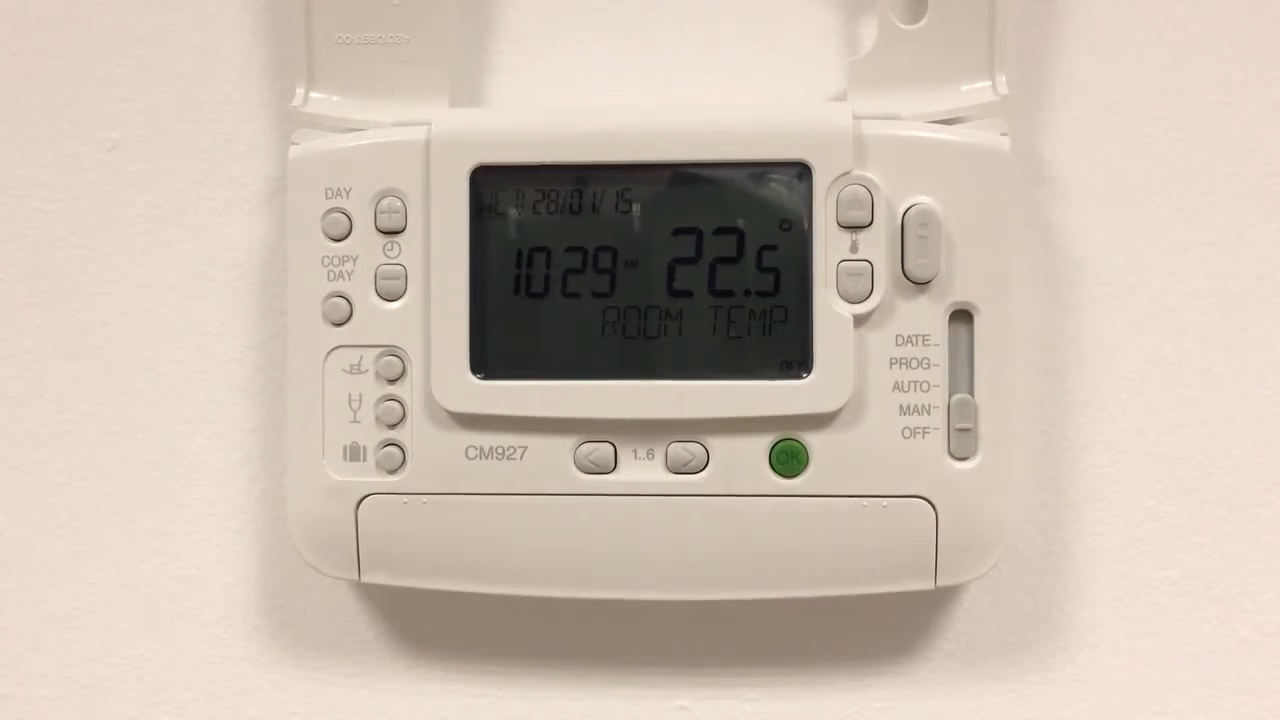 DAY
COPY
DAY
WED 28/01/15
10:29 AM 22.5
ROOM TEMP
OFF
DATE
PROG
AUTO
MAN
OFF
CM927
1..6
OK